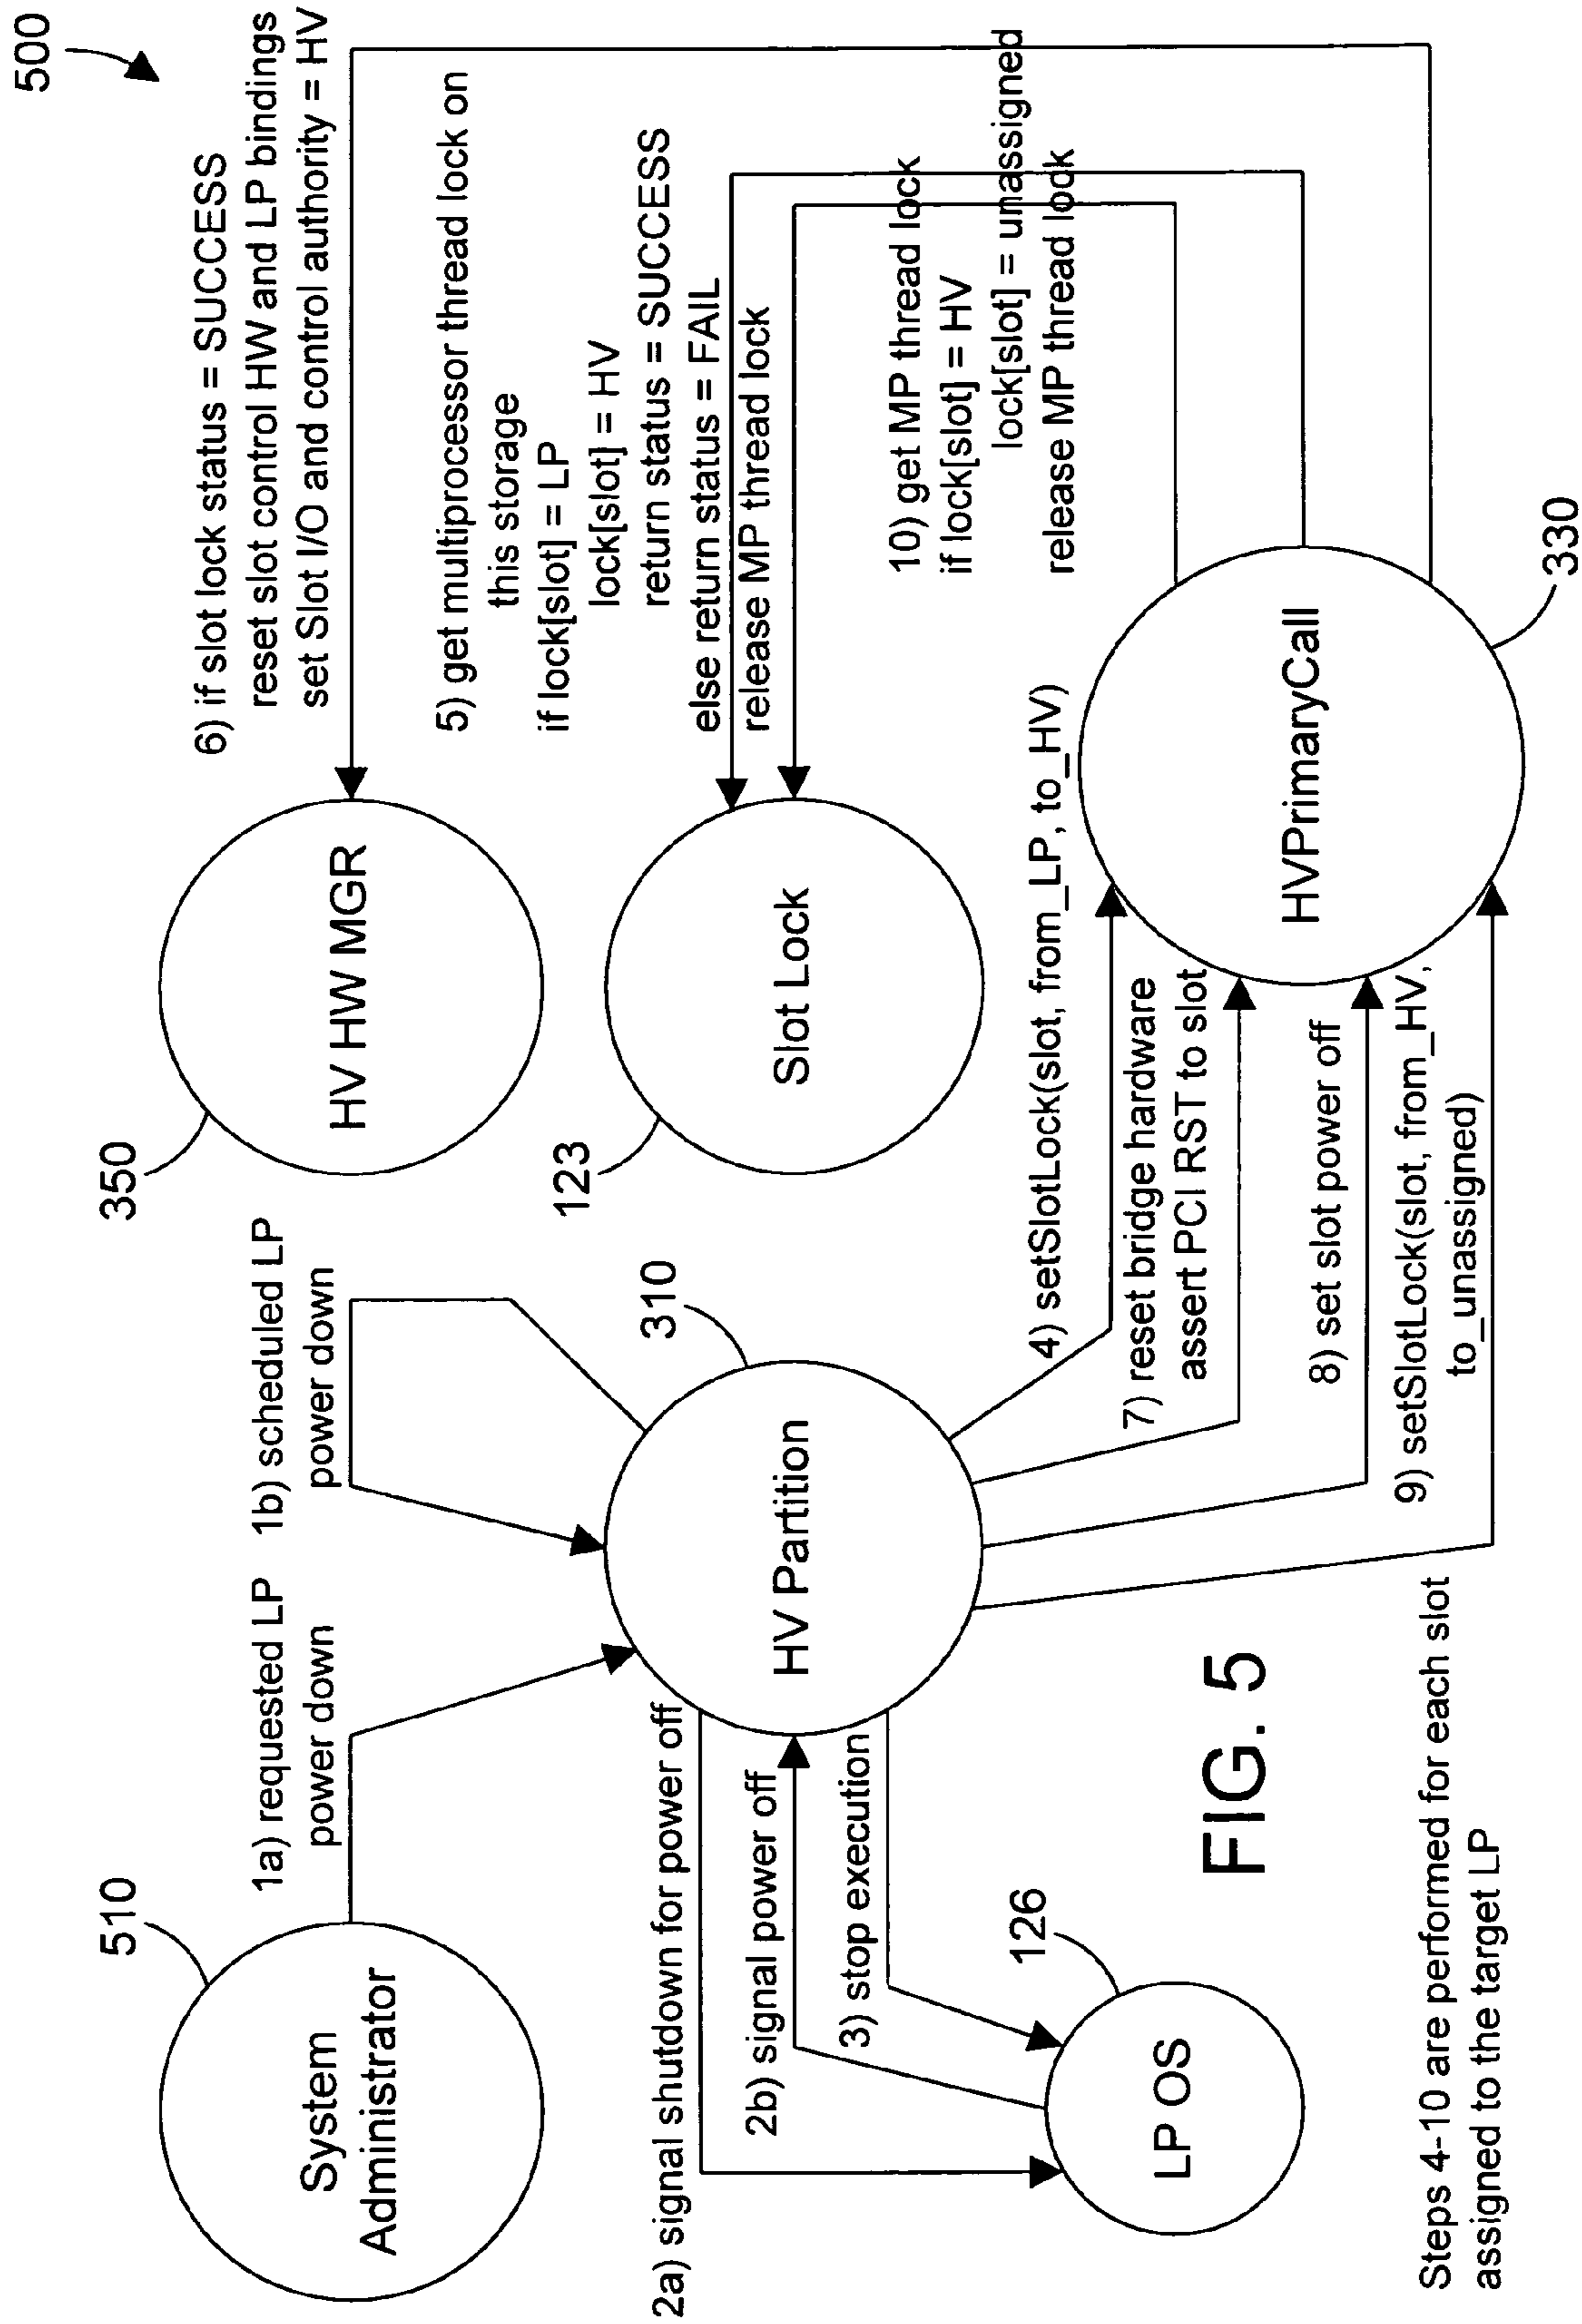 500
510
System
Administrator
1a) requested LP
power down
1b) scheduled LP
power down
350
HV HW MGR
6) if slot lock status = SUCCESS
reset slot control HW and LP bindings
set Slot I/O and control authority = HV
2a) signal shutdown for power off
2b) signal power off
3) stop execution
310
HV Partition
123
Slot Lock
5) get multiprocessor thread lock on
this storage
if lock[slot] = LP
lock[slot] = HV
return status = SUCCESS
else return status = FAIL
release MP thread lock
10) get MP thread lock
if lock[slot] = HV
lock[slot] = unassigned
release MP thread lock
126
LP OS
4) setSlotLock(slot, from_LP, to_HV)
7) reset bridge hardware
assert PCI RST to slot
8) set slot power off
9) setSlotLock(slot, from_HV,
to_unassigned)
HVPrimaryCall
330
FIG. 5
Steps 4-10 are performed for each slot
assigned to the target LP